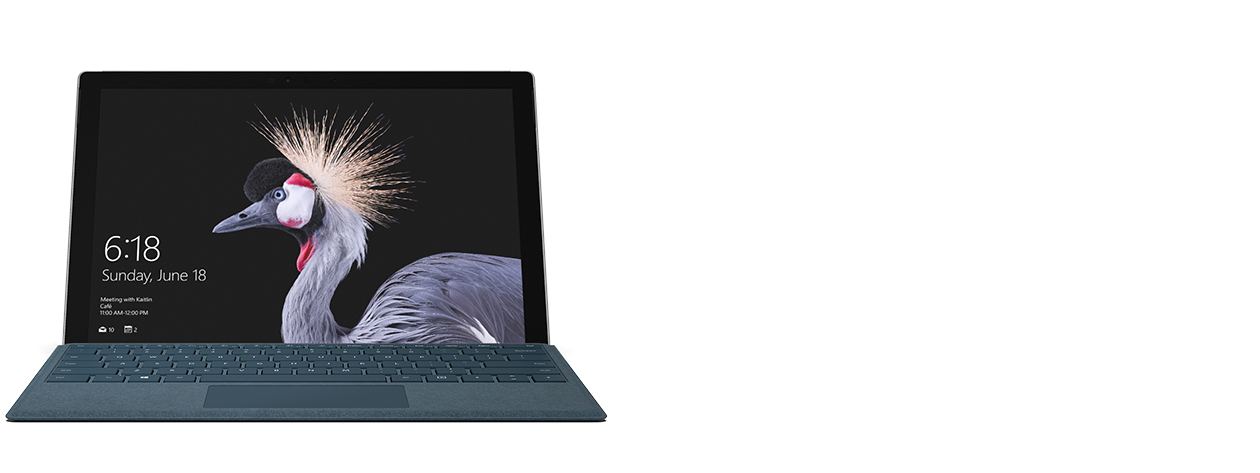 6:18
Sunday, June 18
Meeting with Kaitlin
Café
11:00 AM-12:00 PM
10 2